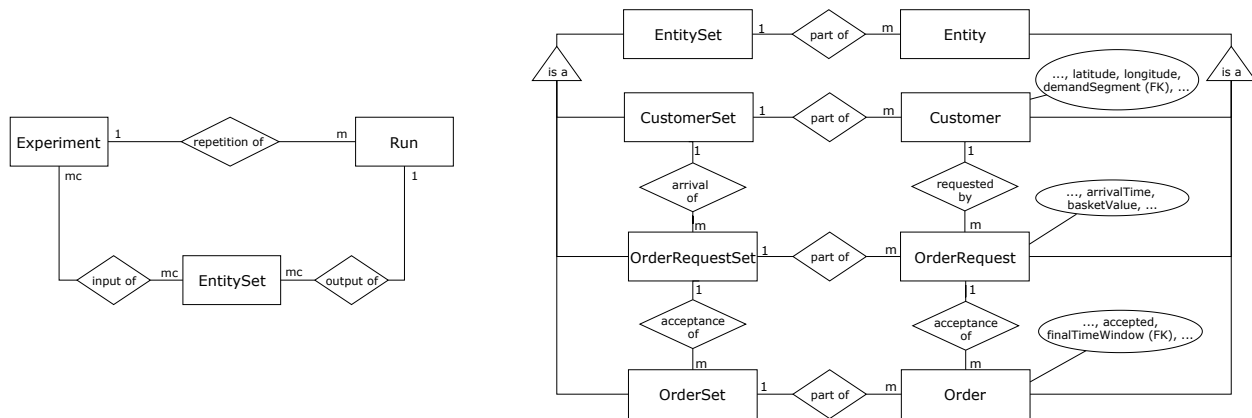 Experiment
1
repetition of
m
Run
mc
1
input of
mc
EntitySet
mc
output of
EntitySet
1
part of
m
Entity
is a
is a
..., latitude, longitude,
demandSegment (FK), ...
CustomerSet
1
part of
m
Customer
1
1
arrival
of
requested
by
..., arrivalTime,
basketValue, ...
m
m
OrderRequestSet
1
part of
m
OrderRequest
1
1
acceptance
of
acceptance
of
..., accepted,
finalTimeWindow (FK), ...
m
m
OrderSet
1
part of
m
Order